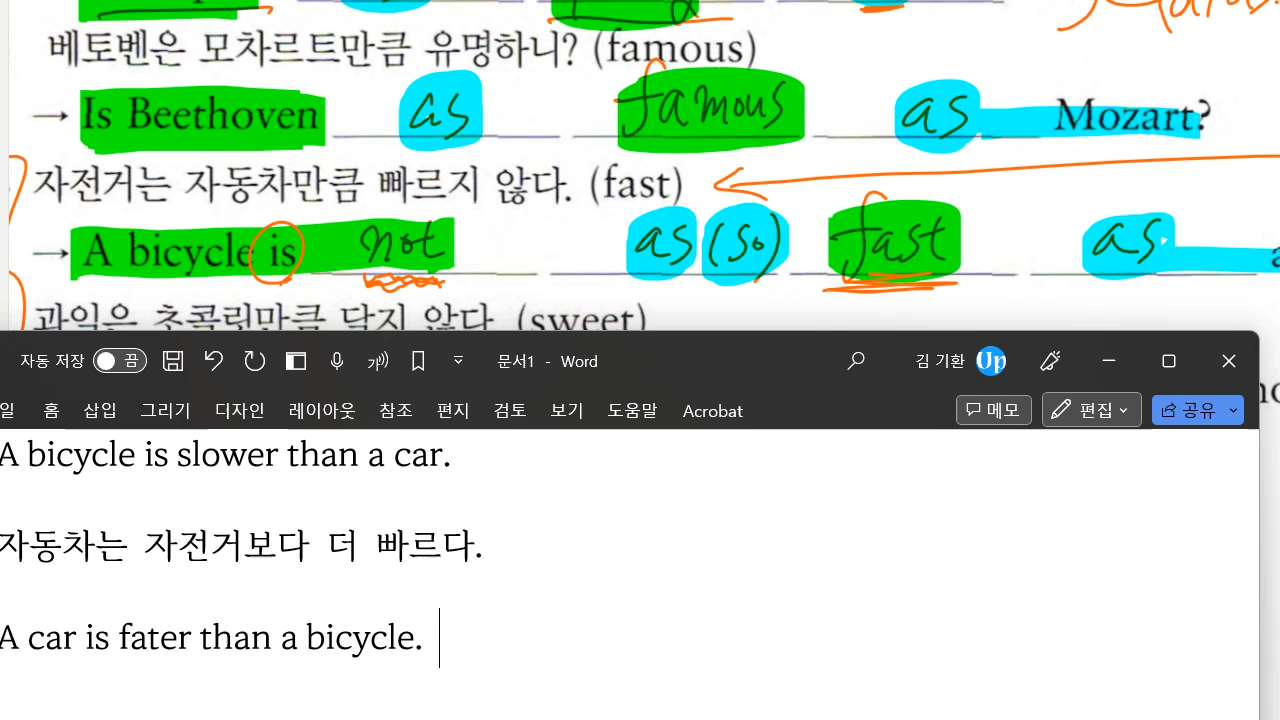 베토벤은 모차르트만큼 유명하니? (famous)
→ Is Beethoven as famous as Mozart?
자전거는 자동차만큼 빠르지 않다. (fast)
→ A bicycle is not as (so) fast as a
과일은 초콜릿만큼 달지 않다. (sweet)
자동 저장 끔 가)) 문서1 - Word 김 기환 Up
일 홈 삽입 그리기 디자인 레이아웃 참조 편지 검토 보기 도움말 Acrobat 메모 편집 공유
A bicycle is slower than a car.
자동차는 자전거보다 더 빠르다.
A car is fater than a bicycle.